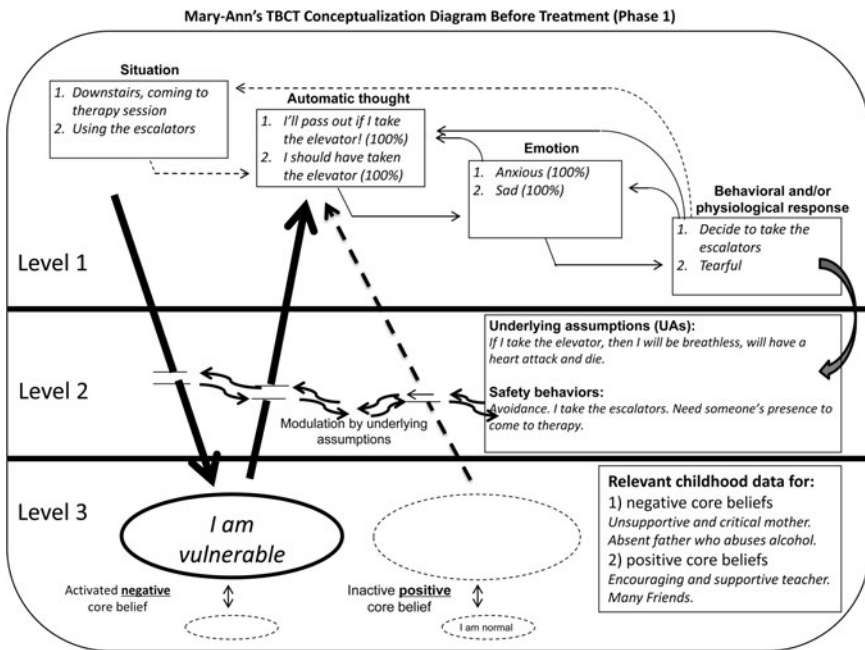 Mary-Ann's TBCT Conceptualization Diagram Before Treatment (Phase 1)
Situation
1. Downstairs, coming to
therapy session
2. Using the escalators
Automatic thought
1. I'll pass out if I take
the elevator! (100%)
2. I should have taken
the elevator (100%)
Emotion
1. Anxious (100%)
2. Sad (100%)
Behavioral and/or
physiological response
1. Decide to take the
escalators
2. Tearful
Level 1
Level 2
Modulation by underlying
assumptions
Underlying assumptions (UAs):
If I take the elevator, then I will be breathless, will have a
heart attack and die.
Safety behaviors:
Avoidance. I take the escalators. Need someone's presence to
come to therapy.
Level 3
I am
vulnerable
Activated negative
core belief
Inactive positive
core belief
I am normal
Relevant childhood data for:
1) negative core beliefs
Unsupportive and critical mother.
Absent father who abuses alcohol.
2) positive core beliefs
Encouraging and supportive teacher.
Many Friends.